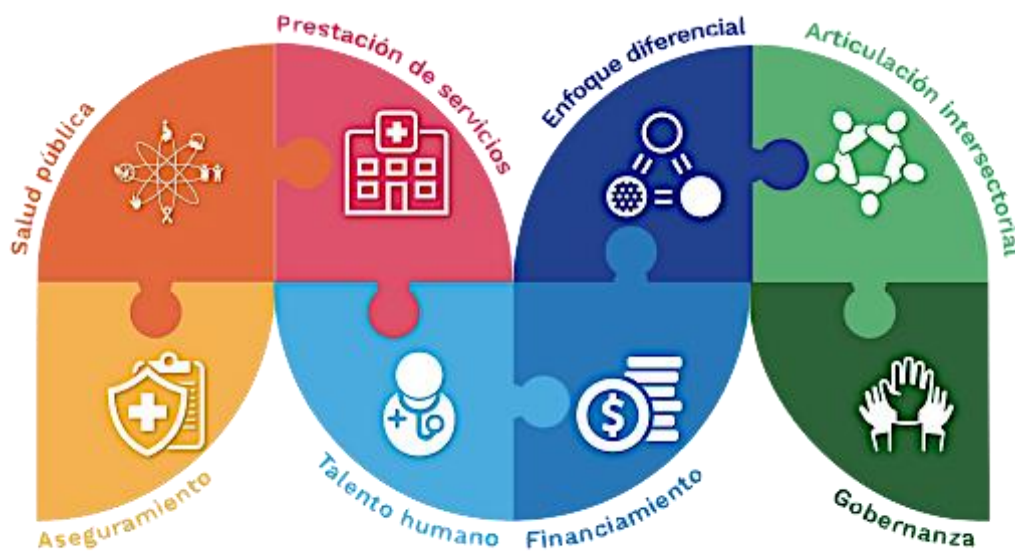 Salud pública
Prestación de servicios
Enfoque diferencial
Articulación intersectorial
Aseguramiento
Talento humano
Financiamiento
Gobernanza
$